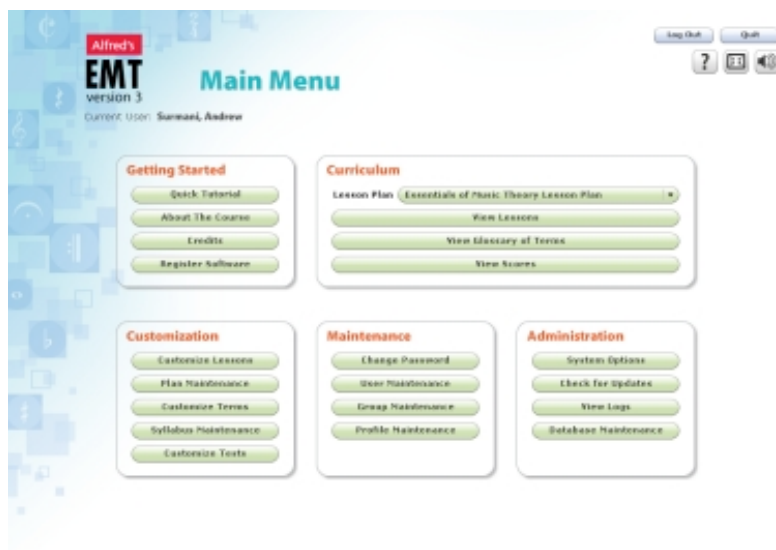 Log Out
Quit
Alfred's
EMT
version 3
Main Menu
?
Current User: Surmani, Andrew
Getting Started
Quick Tutorial
About The Course
Credits
Register Software
Curriculum
Lesson Plan Essentials of Music Theory Lesson Plan
View Lessons
View Glossary of Terms
View Scores
Customization
Customize Lessons
Plan Maintenance
Customize Terms
Syllabus Maintenance
Customize Tests
Maintenance
Change Password
User Maintenance
Group Maintenance
Profile Maintenance
Administration
System Options
Check for Updates
View Logs
Database Maintenance